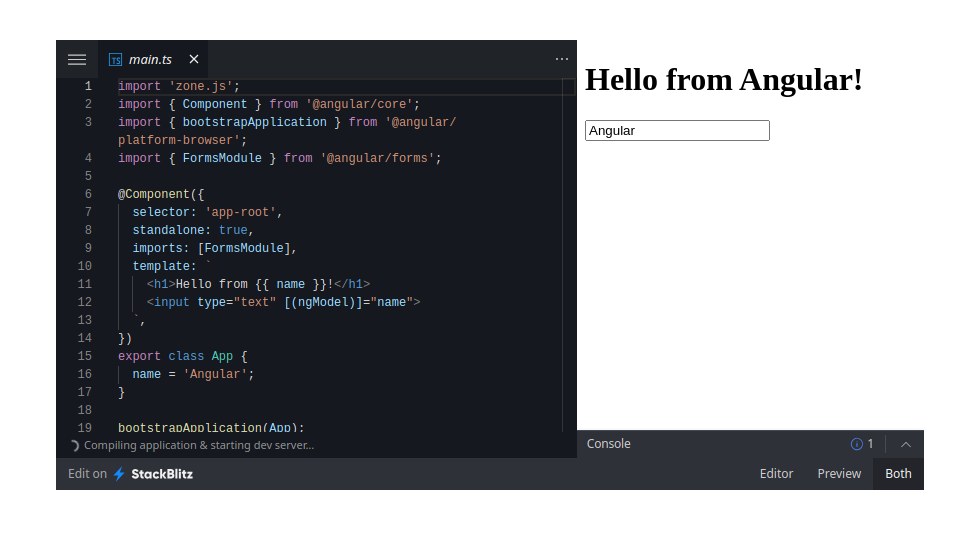 main.ts
1 import 'zone.js';
2 import { Component } from '@angular/core';
3 import { bootstrapApplication } from '@angular/
platform-browser';
4 import { FormsModule } from '@angular/forms';
5
6 @Component({
7 selector: 'app-root',
8 standalone: true,
9 imports: [FormsModule],
10 template: `
11 <h1>Hello from {{ name }}!</h1>
12 <input type="text" [(ngModel)]="name">
13 `,
14 })
15 export class App {
16 name = 'Angular';
17 }
18
19 bootstrapApplication(App);
Compiling application & starting dev server...
Hello from Angular!
Angular
Console 1
Edit on StackBlitz
Editor Preview Both